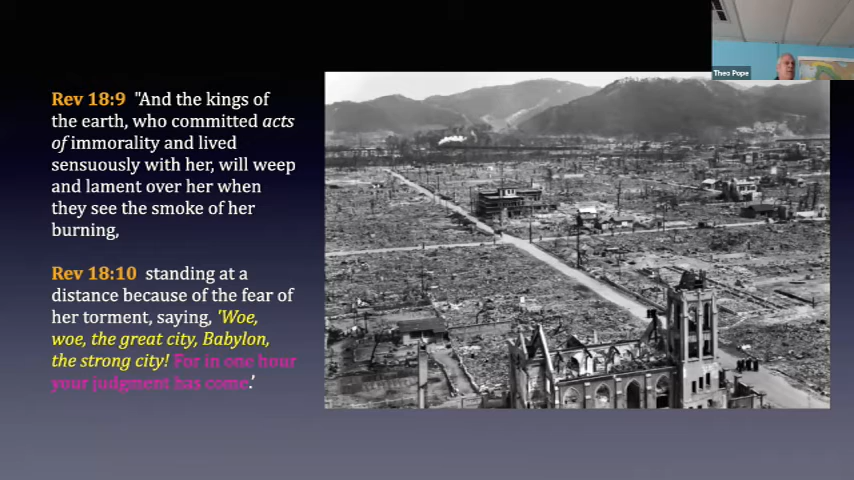 Thea Pope
Rev 18:9 "And the kings of
the earth, who committed acts
of immorality and lived
sensuously with her, will weep
and lament over her when
they see the smoke of her
burning,
Rev 18:10 standing at a
distance because of the fear of
her torment, saying, 'Woe,
woe, the great city, Babylon,
the strong city! For in one hour
your judgment has come.'